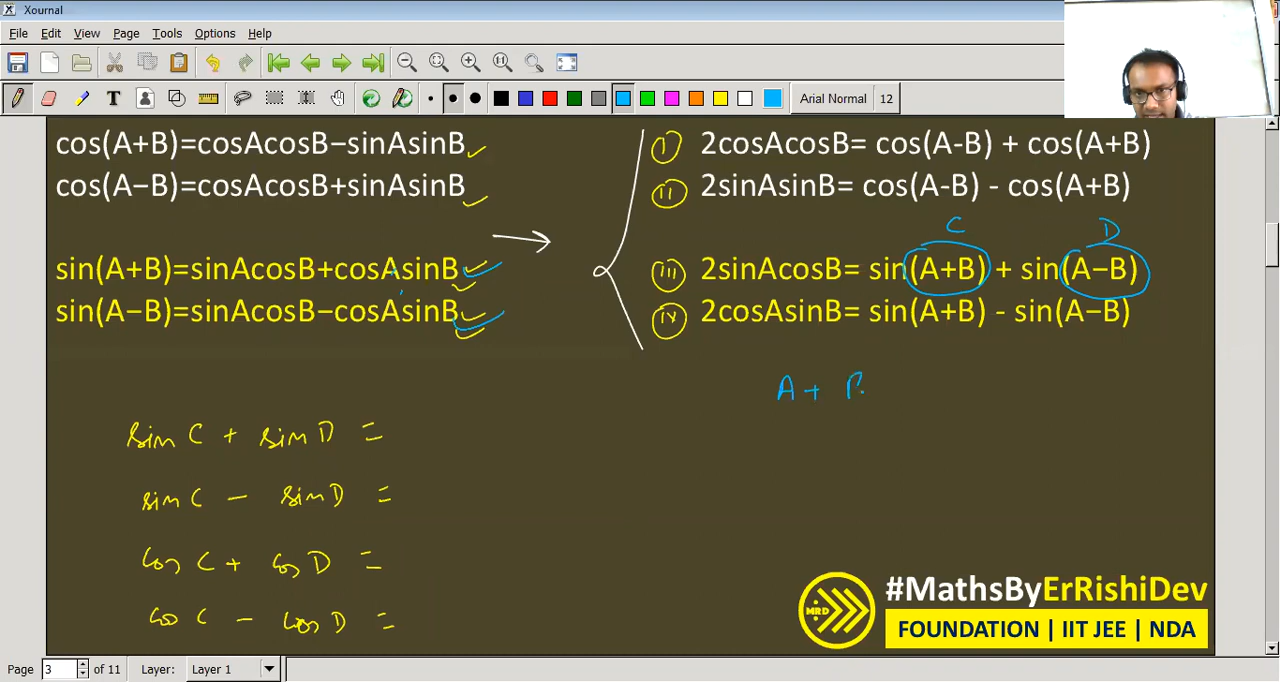 Xournal
File Edit View Page Tools Options Help
Arial Normal 12
cos(A+B)=cosAcosB−sinAsinB
cos(A−B)=cosAcosB+sinAsinB
sin(A+B)=sinAcosB+cosAsinB
sin(A−B)=sinAcosB−cosAsinB
(i) 2cosAcosB= cos(A-B) + cos(A+B)
(ii) 2sinAsinB= cos(A-B) - cos(A+B)
C D
(iii) 2sinAcosB= sin(A+B) + sin(A−B)
(iv) 2cosAsinB= sin(A+B) - sin(A−B)
A +
sin C + sin D =
sin C - sin D =
cos C + cos D =
cos C - cos D =
MRD
#MathsByErRishiDev
FOUNDATION | IIT JEE | NDA
Page 3 of 11 Layer: Layer 1